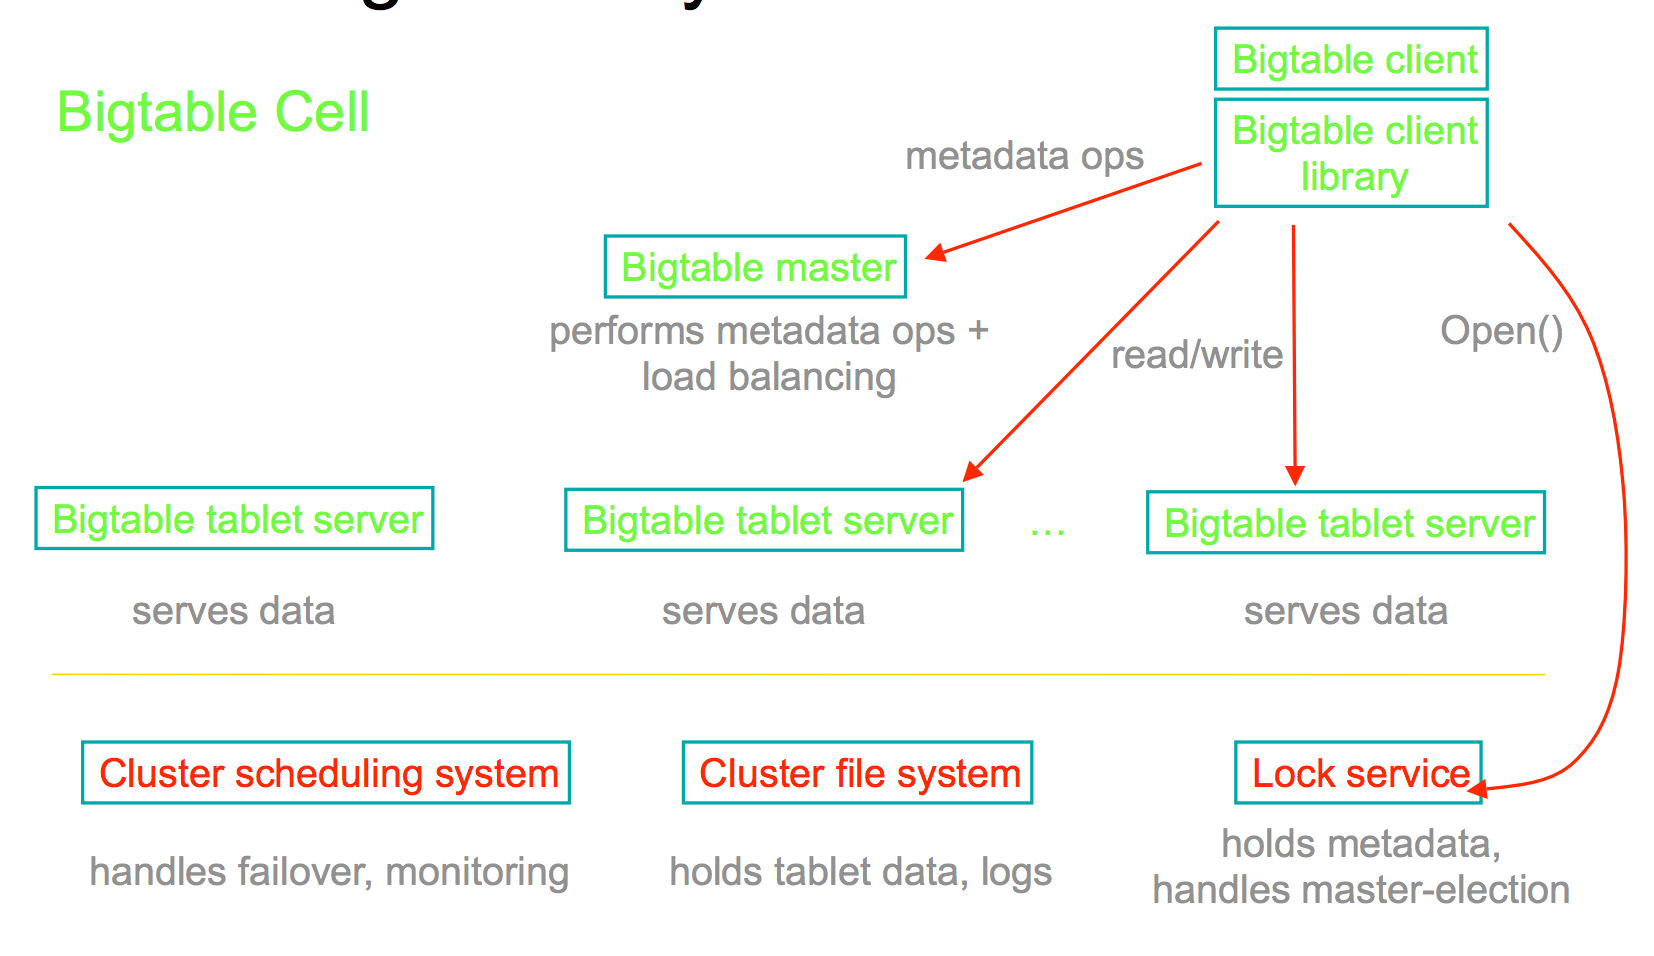 Bigtable Cell
Bigtable client
Bigtable client
library
metadata ops
Bigtable master
performs metadata ops +
load balancing
read/write
Open()
Bigtable tablet server
Bigtable tablet server
...
Bigtable tablet server
serves data
serves data
serves data
Cluster scheduling system
Cluster file system
Lock service
handles failover, monitoring
holds tablet data, logs
holds metadata,
handles master-election